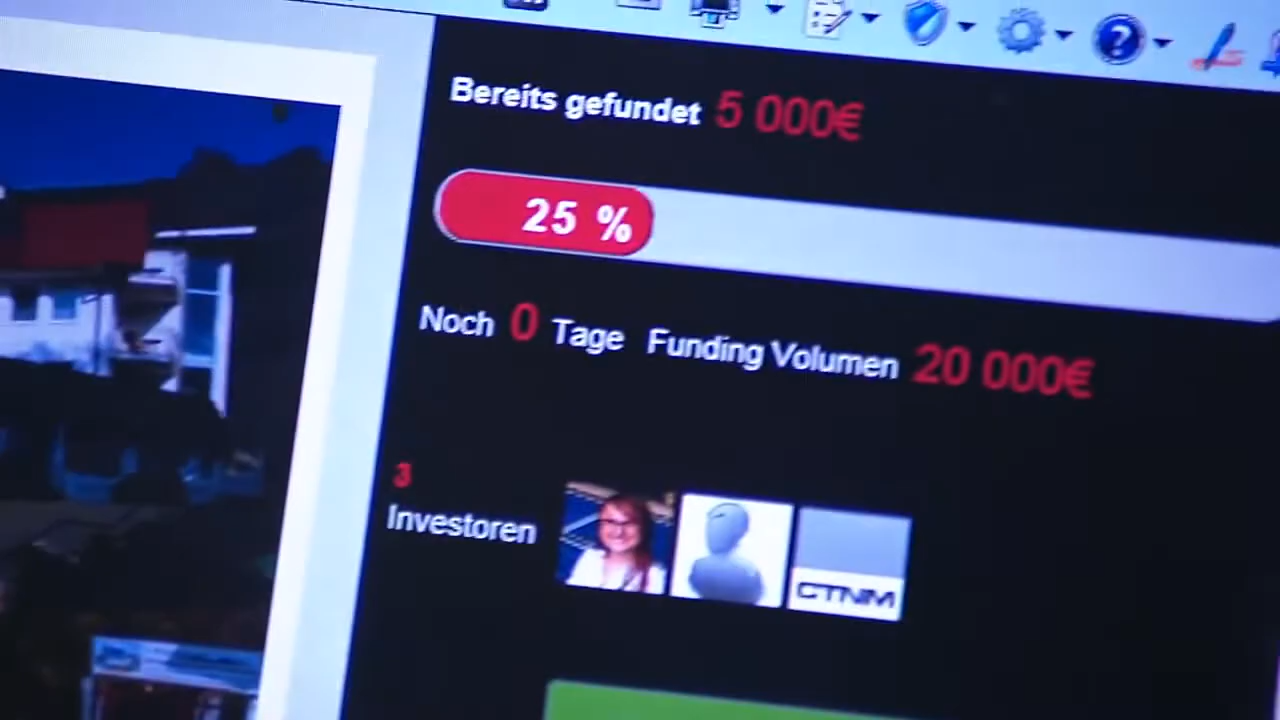 Bereits gefundet 5 000€
25 %
Noch 0 Tage Funding Volumen 20 000€
3
Investoren
CTNM